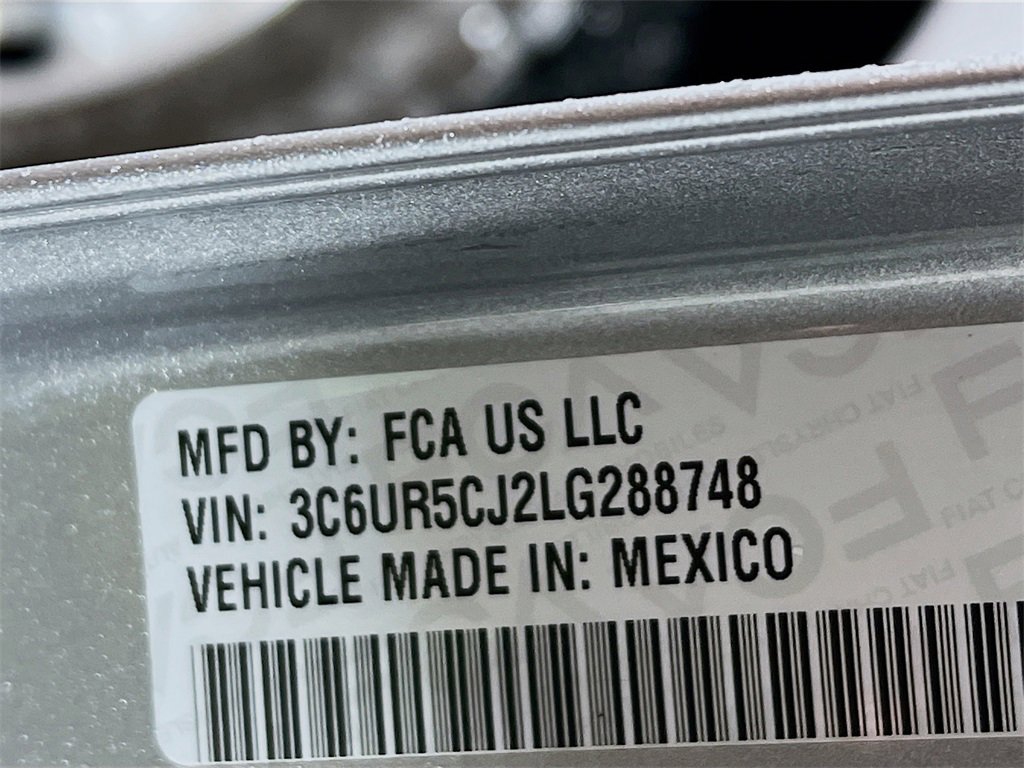 MFD BY: FCA US LLC
VIN: 3C6UR5CJ2LG288748
VEHICLE MADE IN: MEXICO